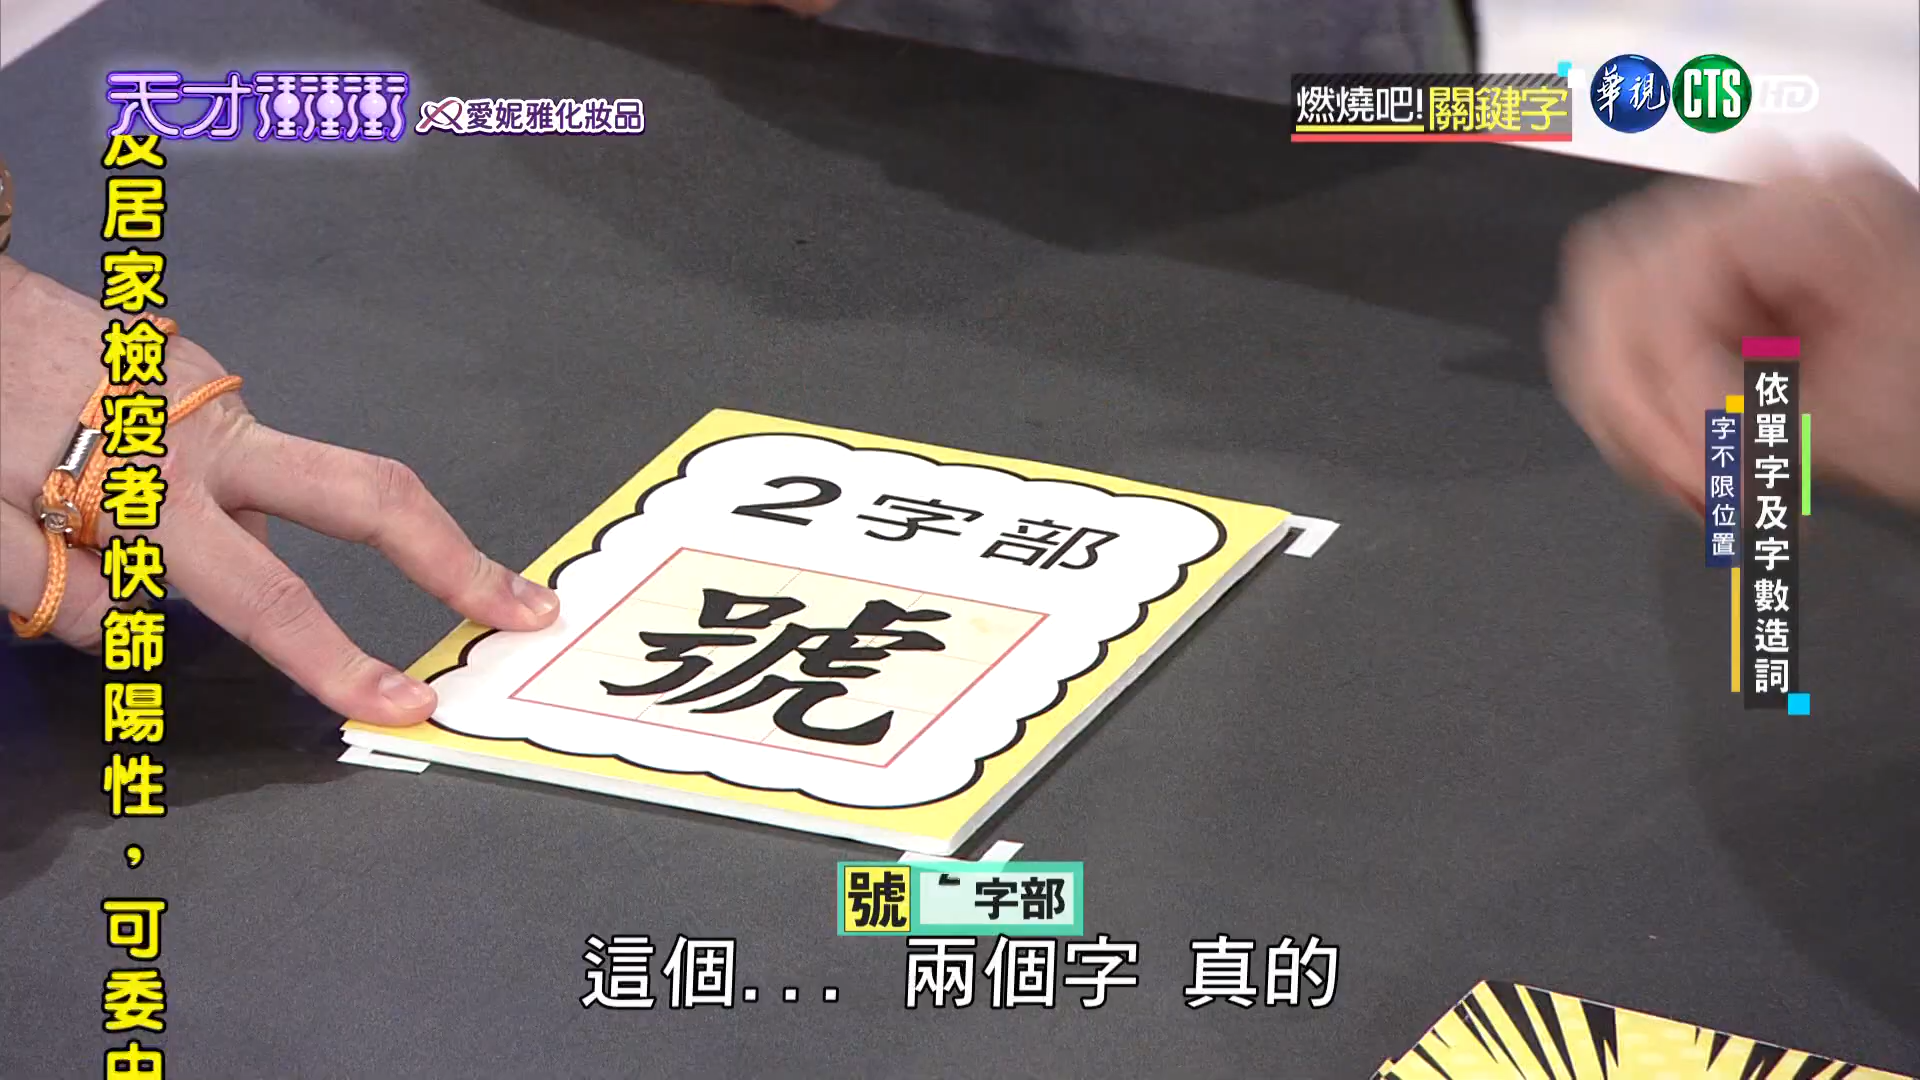 天才衝衝衝
愛妮雅化妝品
燃燒吧!關鍵字
華視 CTS HD
及居家檢疫者快篩陽性,可委由
依單字及字數造詞
字不限位置
2字部
號
號 2字部
這個... 兩個字 真的